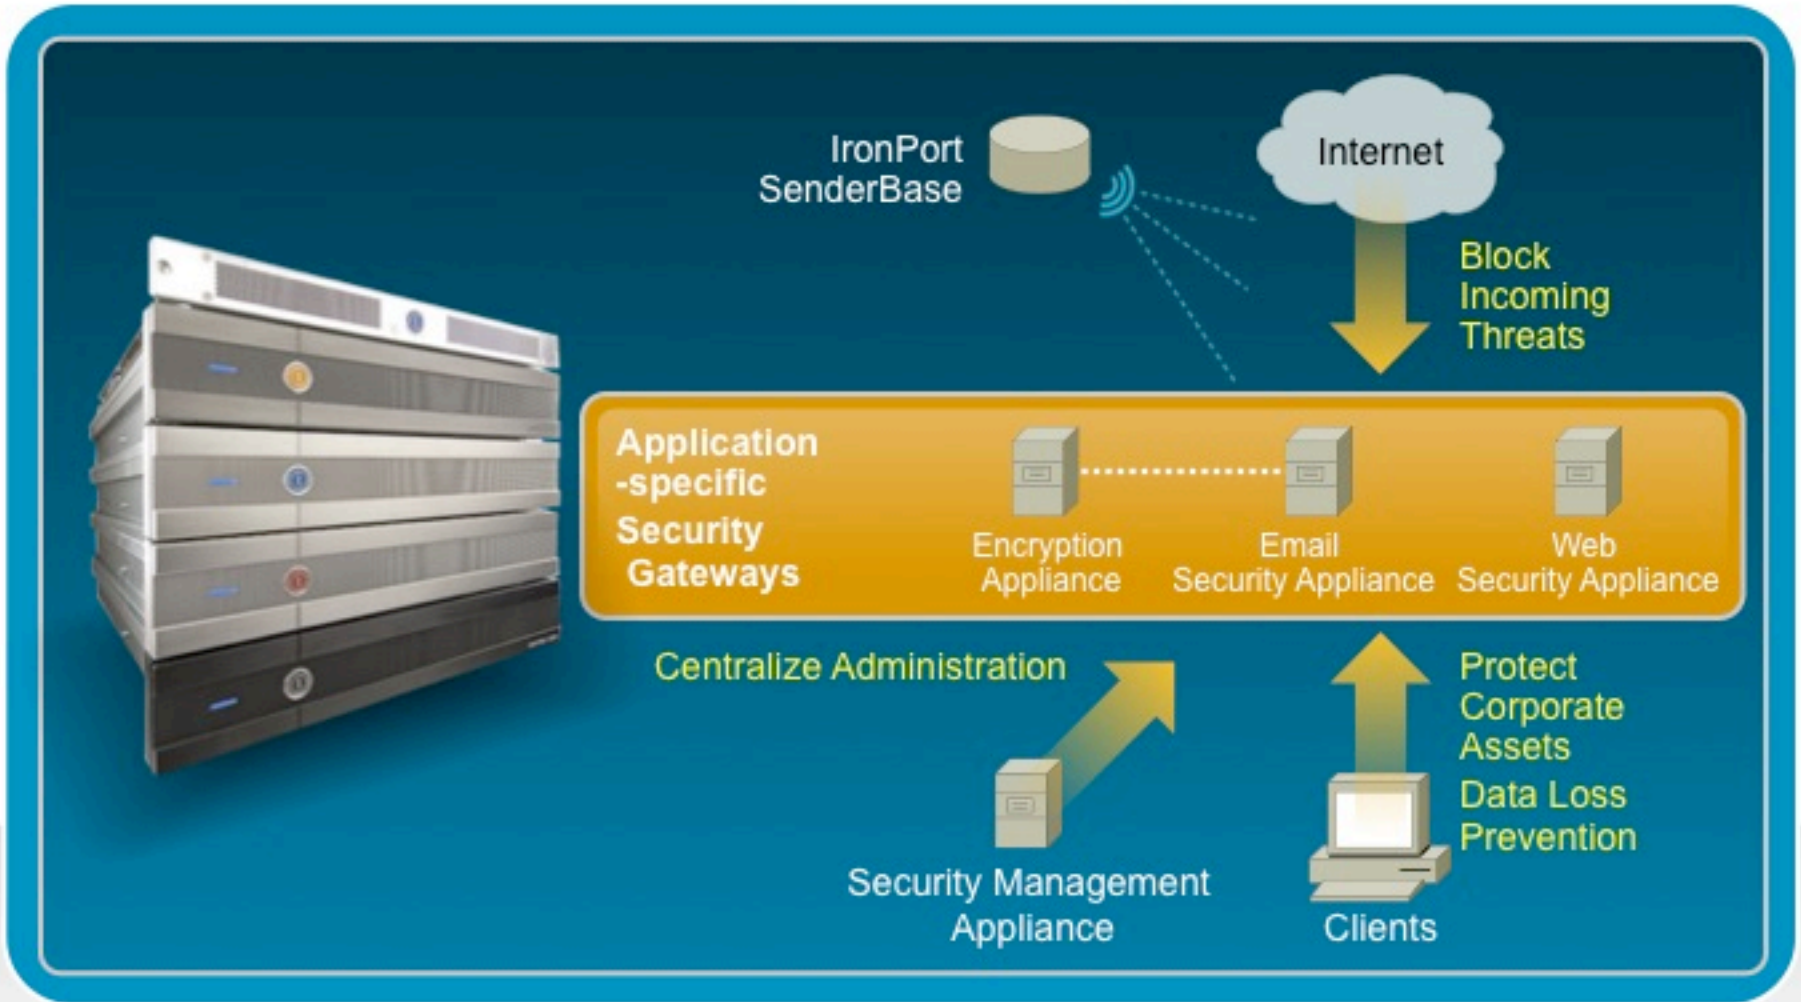 IronPort
SenderBase
Internet
Block
Incoming
Threats
Application
-specific
Security
Gateways
Encryption
Appliance
Email
Security Appliance
Web
Security Appliance
Centralize Administration
Protect
Corporate
Assets
Data Loss
Prevention
Security Management
Appliance
Clients